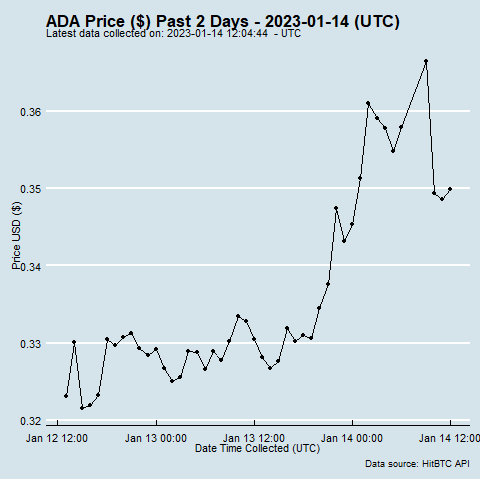 ADA Price ($) Past 2 Days - 2023-01-14 (UTC)
Latest data collected on: 2023-01-14 12:04:44 - UTC
Price USD ($)
0.36
0.35
0.34
0.33
0.32
Jan 12 12:00 Jan 13 00:00 Jan 13 12:00 Jan 14 00:00 Jan 14 12:00
Date Time Collected (UTC)
Data source: HitBTC API